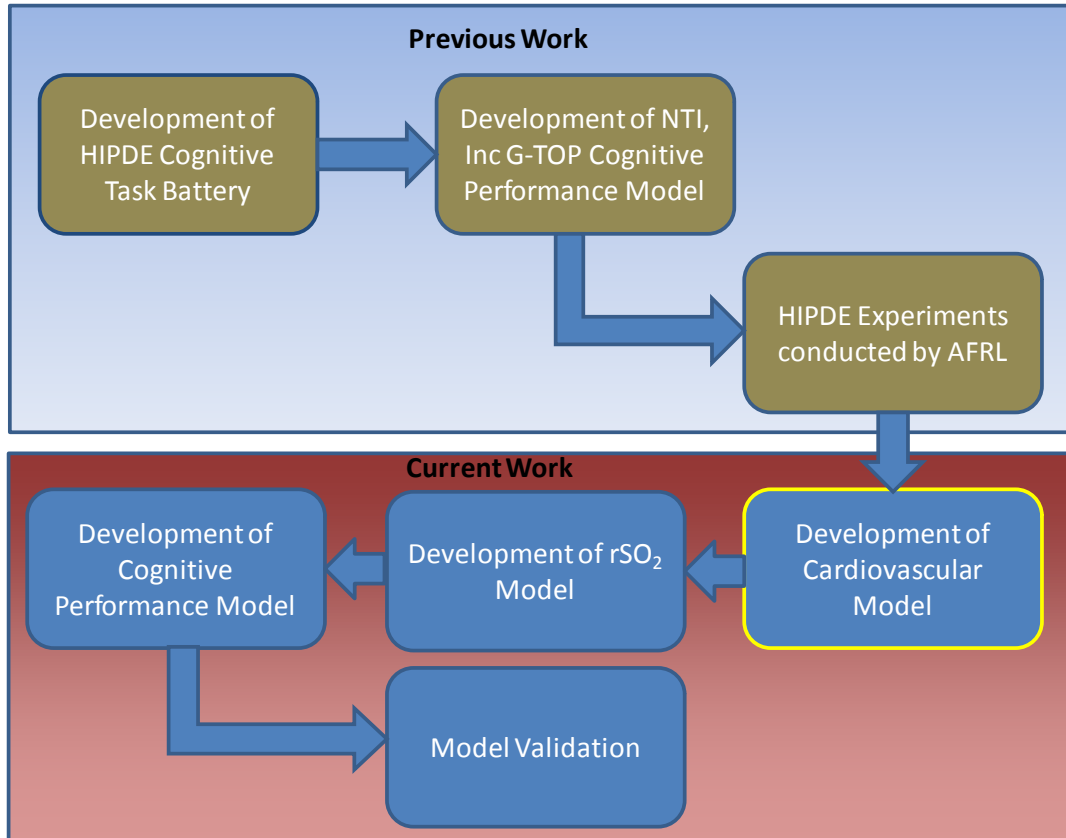 Previous Work
Development of
HIPDE Cognitive
Task Battery
Development of NTI,
Inc G-TOP Cognitive
Performance Model
HIPDE Experiments
conducted by AFRL
Current Work
Development of
Cognitive
Performance Model
Development of rSO₂
Model
Development of
Cardiovascular
Model
Model Validation